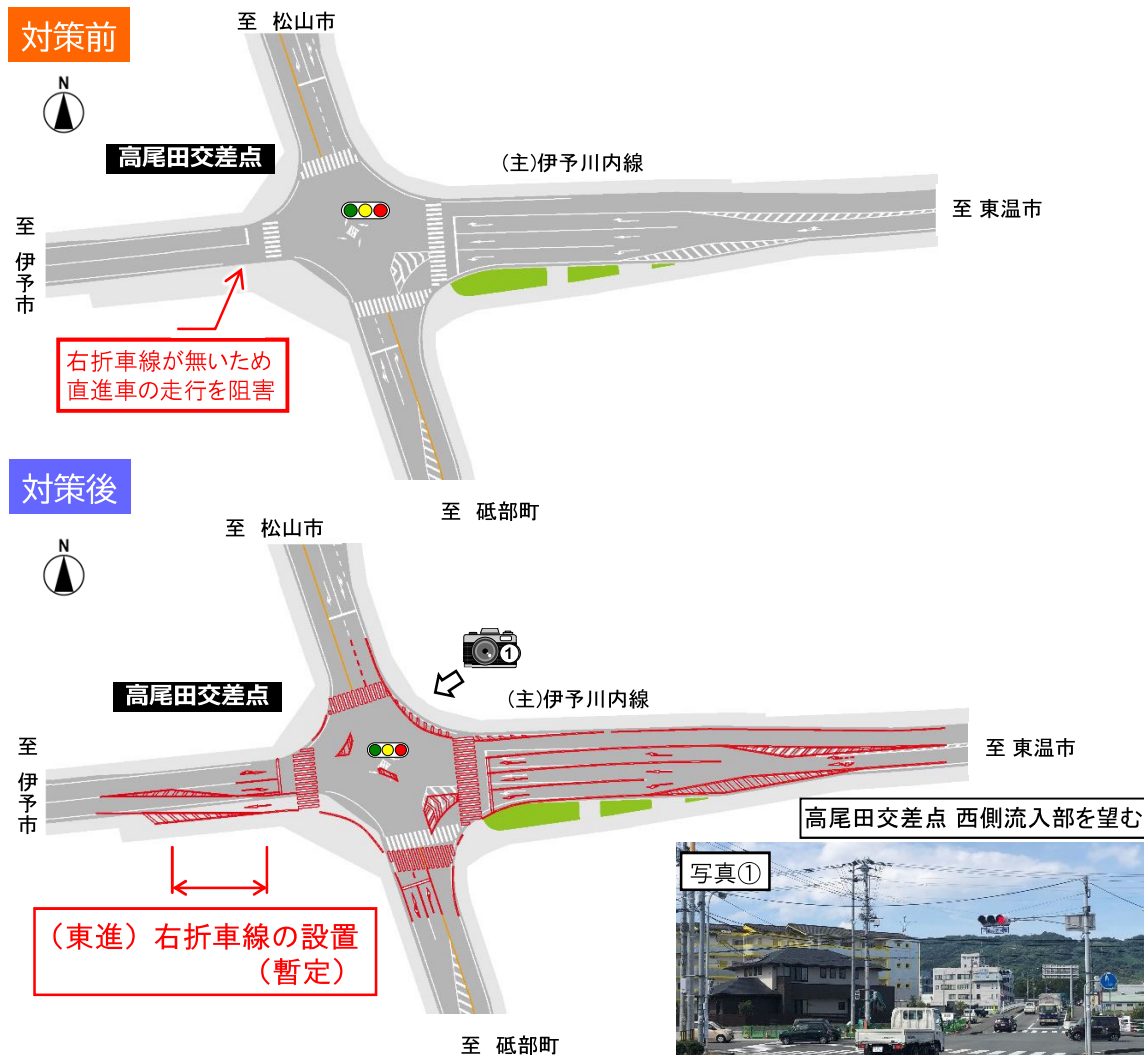 対策前
至 松山市
N
高尾田交差点
(主)伊予川内線
至 東温市
至 伊予市
右折車線が無いため
直進車の走行を阻害
至 砥部町
対策後
至 松山市
N
①
高尾田交差点
(主)伊予川内線
至 東温市
至 伊予市
高尾田交差点 西側流入部を望む
写真①
(東進)右折車線の設置
(暫定)
至 砥部町